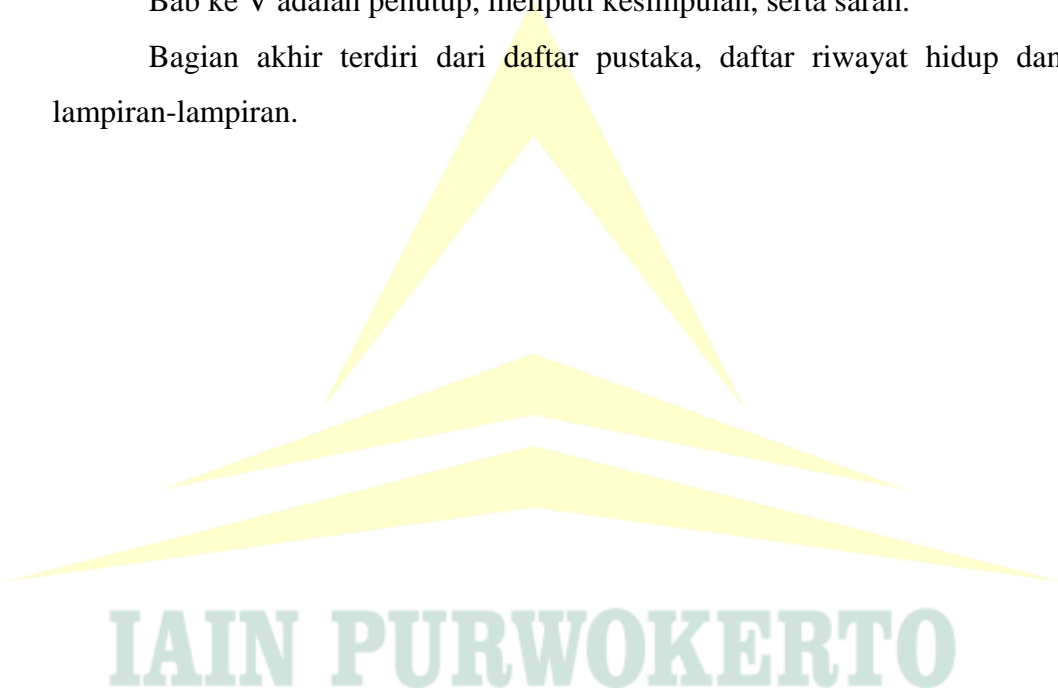 Bab ke V adalah penutup, meliputi kesimpulan, serta saran.
Bagian akhir terdiri dari daftar pustaka, daftar riwayat hidup dan
lampiran-lampiran.
IAIN PURWOKERTO